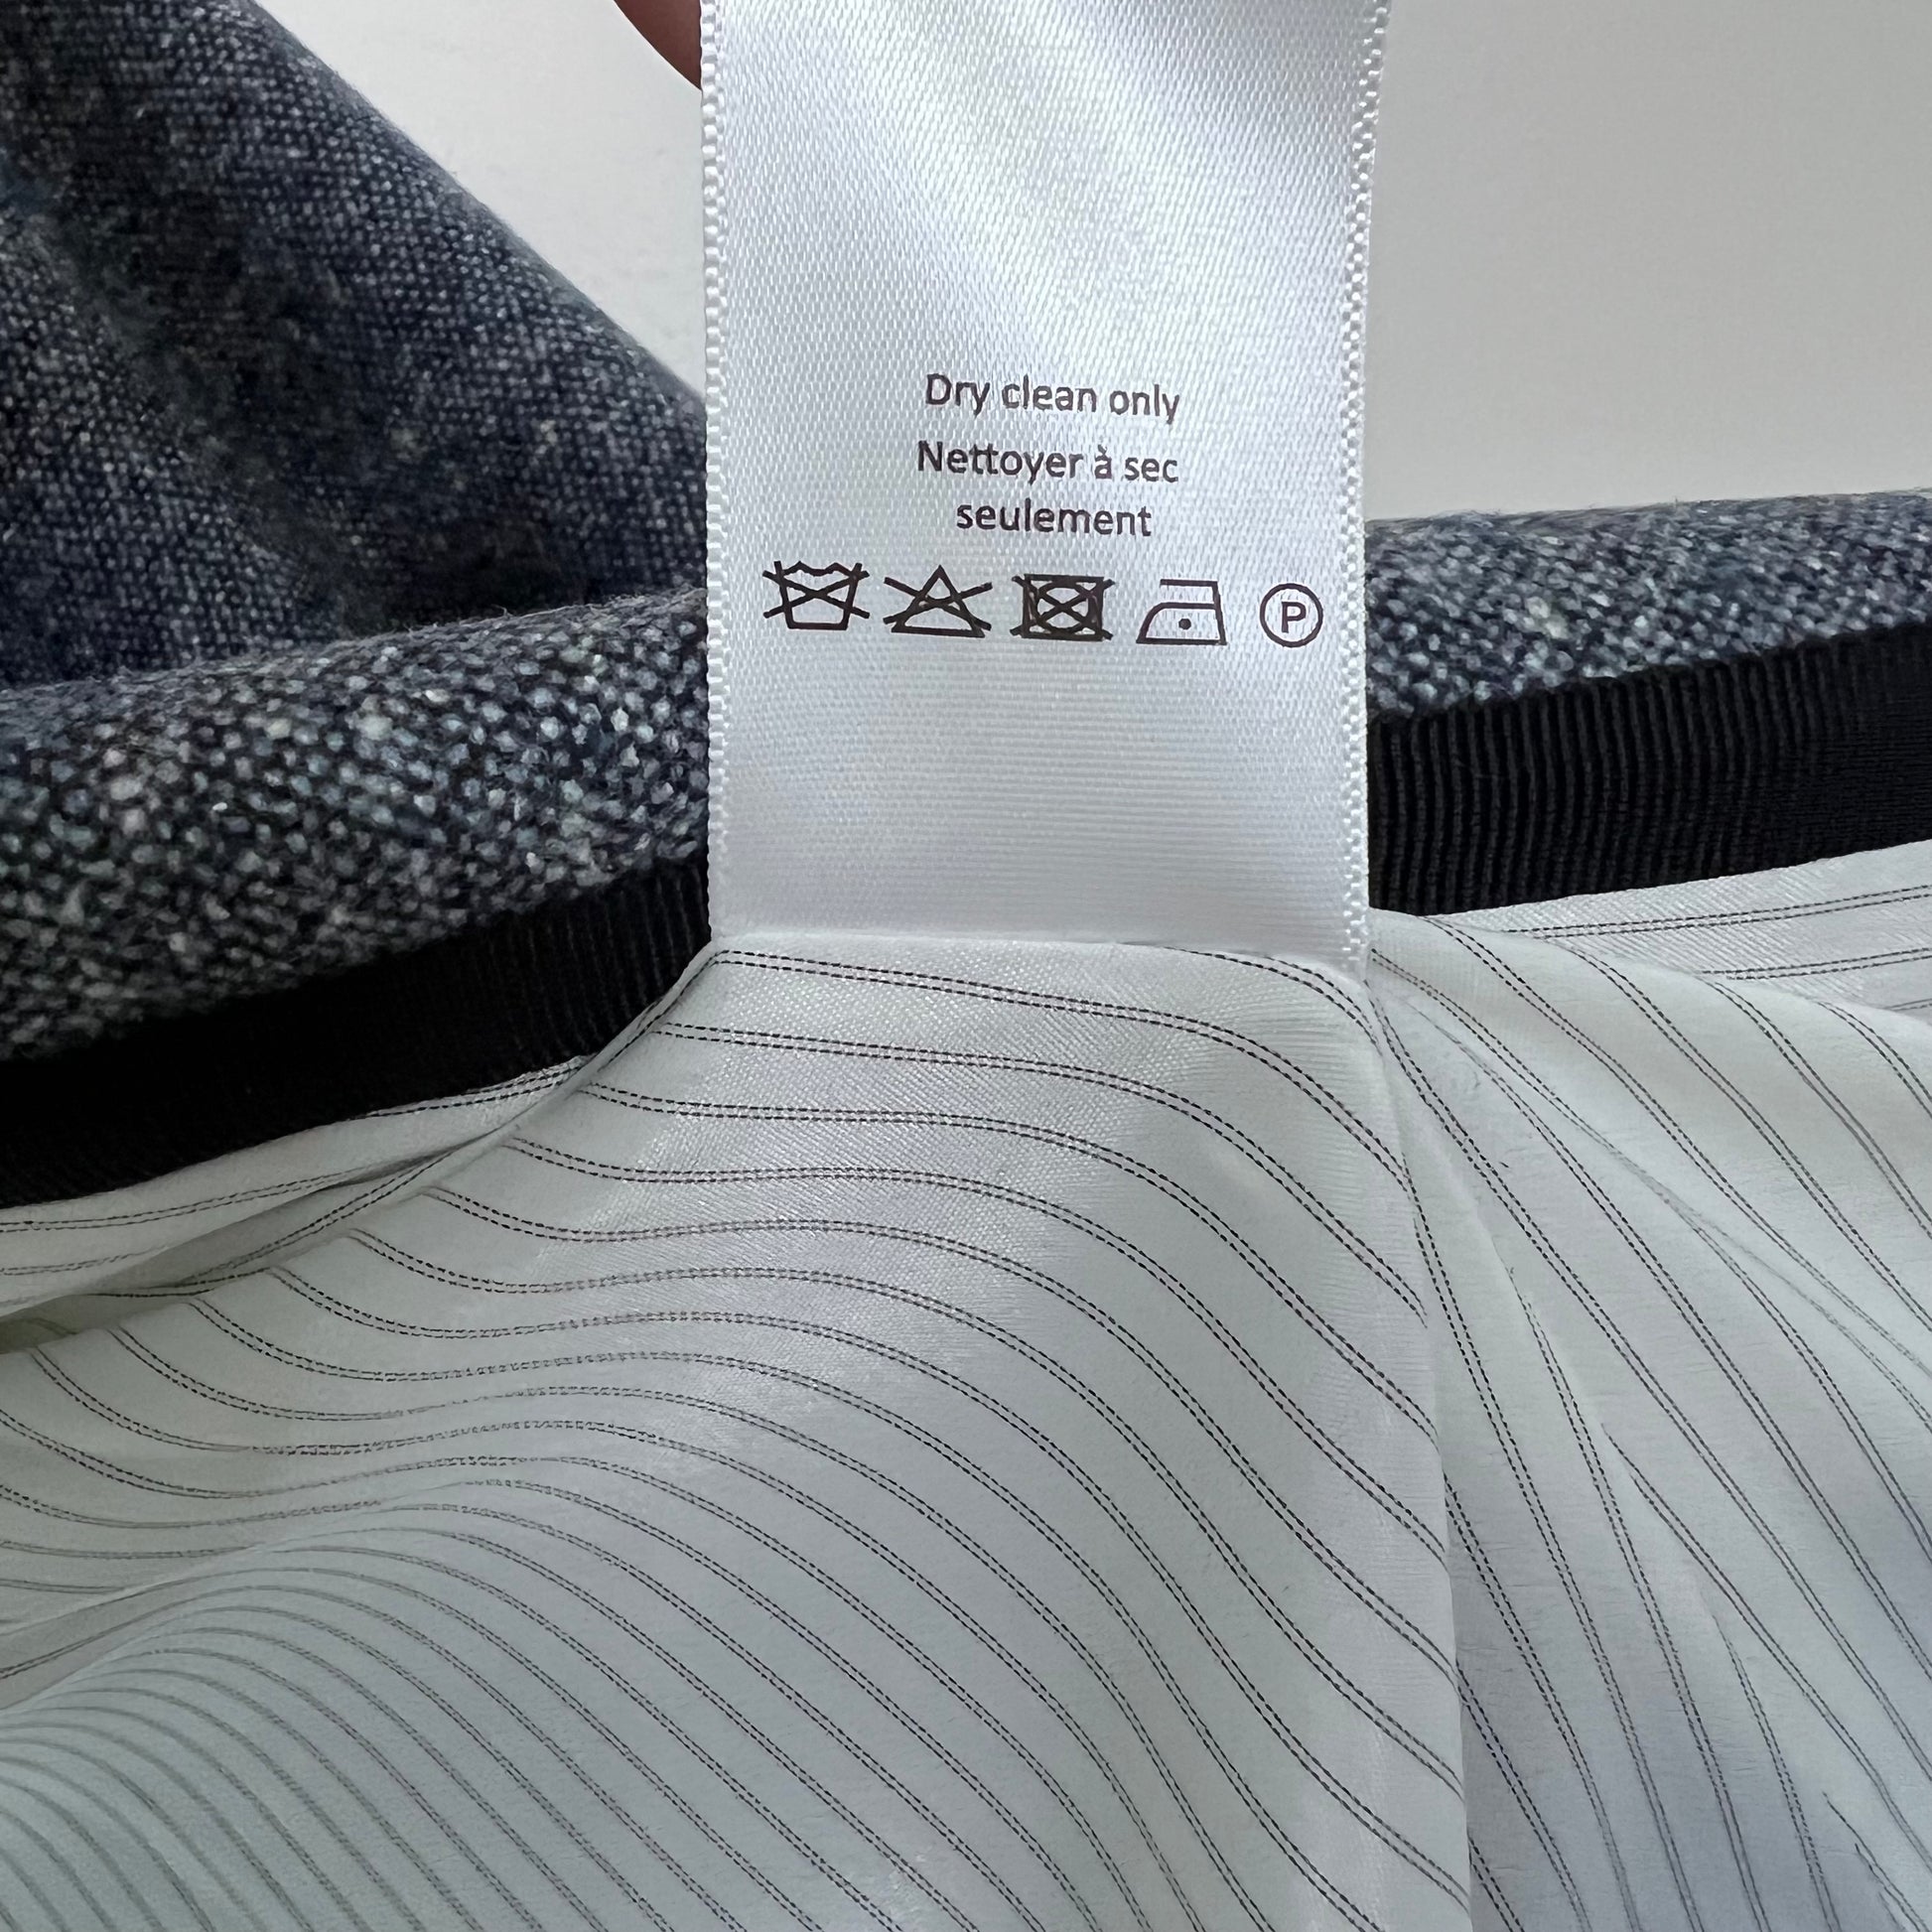 Dry clean only
Nettoyer à sec
seulement
P